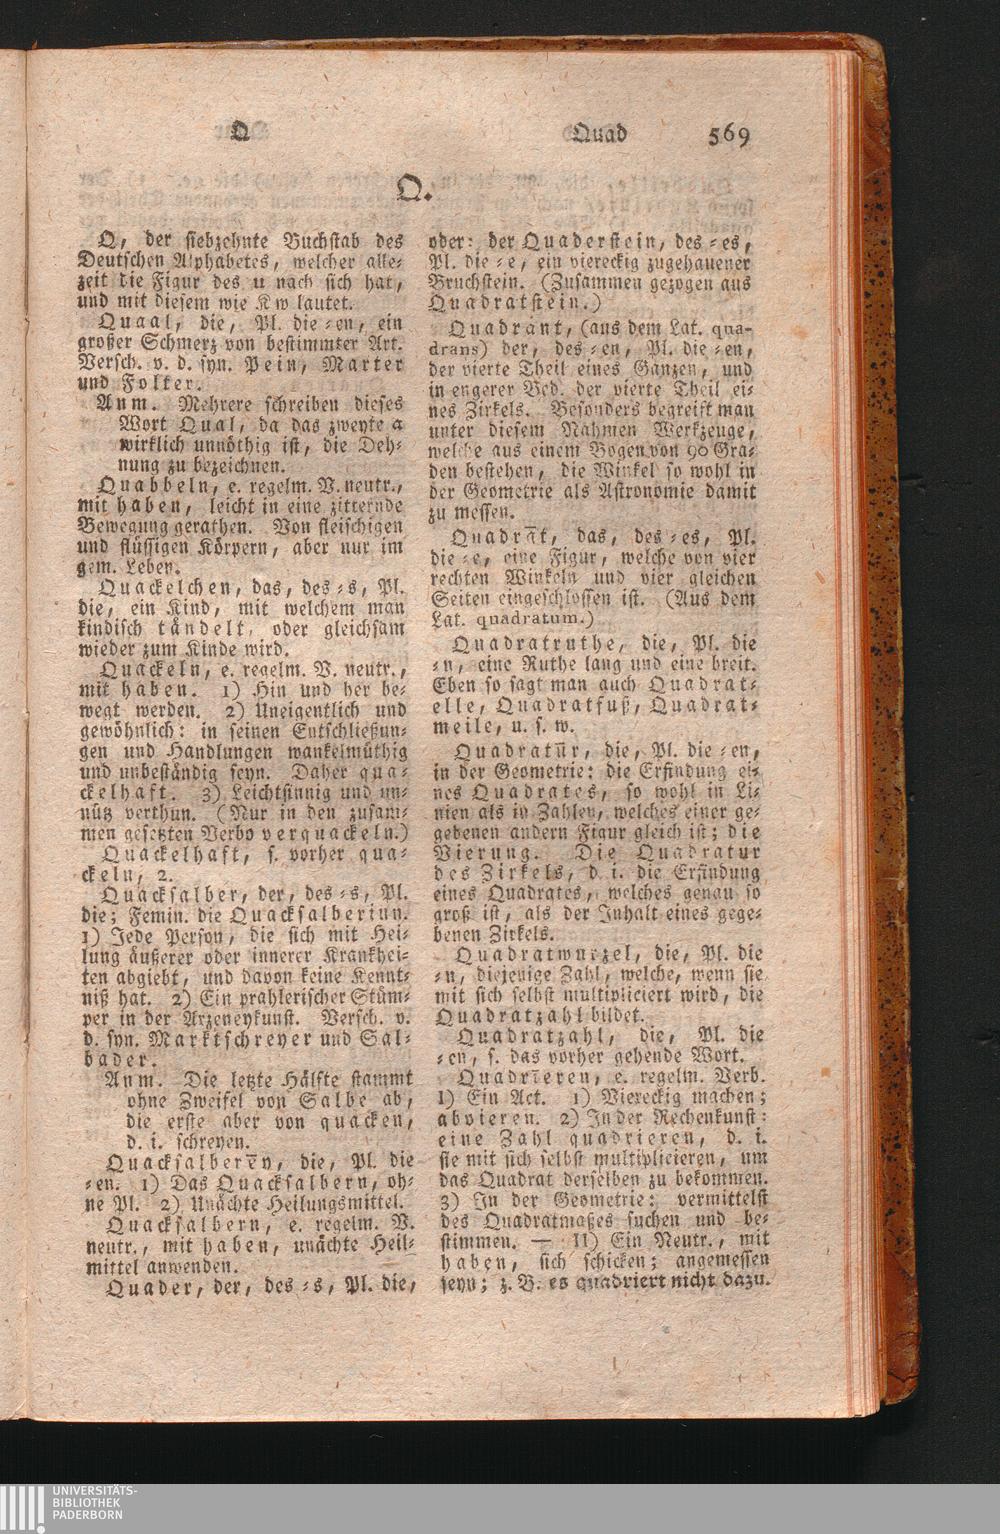 Q
Quad 569
Q.
Q, der siebzehnte Buchstab des
Deutschen Alphabetes, welcher alle-
zeit die Figur des u nach sich hat,
und mit diesem wie Kw lautet.
Quaal, die, Pl. die-en, ein
großer Schmerz von bestimmter Art.
Versch. v. d. syn. Pein, Marter
und Folter.
Anm. Mehrere schreiben dieses
Wort Qual, da das zweyte a
wirklich unnöthig ist, die Deh-
nung zu bezeichnen.
Quabbeln, e. regelm. V. neutr.,
mit haben, leicht in eine zitternde
Bewegung gerathen. Von fleischigen
und flüssigen Körpern, aber nur im
gem. Leben.
Quackelchen, das, des-s, Pl.
die, ein Kind, mit welchem man
kindisch tändelt, oder gleichsam
wieder zum Kinde wird.
Quackeln, e. regelm. V. neutr.,
mit haben. 1) Hin und her be-
wegt werden. 2) Uneigentlich und
gewöhnlich: in seinen Entschließun-
gen und Handlungen wankelmüthig
und unbeständig seyn. Daher qua-
ckelhaft. 3) Leichtsinnig und un-
nütz verthun. (Nur in den zusam-
men gesetzten Verbo verquackeln.)
Quackelhaft, s. vorher qua-
ckeln, 2.
Quacksalber, der, des-s, Pl.
die; Femin. die Quacksalberinn.
1) Jede Person, die sich mit Hei-
lung äußerer oder innerer Krankhei-
ten abgiebt, und davon keine Kennt-
niß hat. 2) Ein prahlerischer Stüm-
per in der Arzeneykunst. Versch. v.
d. syn. Marktschreyer und Sal-
bader.
Anm. Die letzte Hälfte stammt
ohne Zweifel von Salbe ab,
die erste aber von quacken,
d. i. schreyen.
Quacksalberēy, die, Pl. die
-en. 1) Das Quacksalbern, oh-
ne Pl. 2) Unächte Heilungsmittel.
Quacksalbern, e. regelm. V.
neutr., mit haben, unächte Heil-
mittel anwenden.
Quader, der, des-s, Pl. die,
oder: der Quaderstein, des-es,
Pl. die-e, ein viereckig zugehauener
Bruchstein. (Zusammen gezogen aus
Quadratstein.)
Quadránt, (aus dem Lat. qua-
drans) der, des-en, Pl. die-en,
der vierte Theil eines Ganzen, und
in engerer Bed. der vierte Theil ei-
nes Zirkels. Besonders begreift man
unter diesem Nahmen Werkzeuge,
welche aus einem Bogen von 90 Gra-
den bestehen, die Winkel so wohl in
der Geometrie als Astronomie damit
zu messen.
Quadrāt, das, des-es, Pl.
die-e, eine Figur, welche von vier
rechten Winkeln und vier gleichen
Seiten eingeschlossen ist. (Aus dem
Lat. quadratum.)
Quadratruthe, die, Pl. die
-n, eine Ruthe lang und eine breit.
Eben so sagt man auch Quadrat-
elle, Quadratfuß, Quadrat-
meile, u. s. w.
Quadratūr, die, Pl. die-en,
in der Geometrie: die Erfindung ei-
nes Quadrates, so wohl in Li-
nien als in Zahlen, welches einer ge-
gebenen andern Figur gleich ist; die
Vierung. Die Quadratur
des Zirkels, d. i. die Erfindung
eines Quadrates, welches genau so
groß ist, als der Inhalt eines gege-
benen Zirkels.
Quadratwurzel, die, Pl. die
-n, diejenige Zahl, welche, wenn sie
mit sich selbst multipliciert wird, die
Quadratzahl bildet.
Quadratzahl, die, Pl. die
-en, s. das vorher gehende Wort.
Quadrīeren, e. regelm. Verb.
I) Ein Act. 1) Viereckig machen;
abvieren. 2) In der Rechenkunst:
eine Zahl quadrieren, d. i.
sie mit sich selbst multiplicieren, um
das Quadrat derselben zu bekommen.
3) In der Geometrie: vermittelst
des Quadratmaßes suchen und be-
stimmen. — II) Ein Neutr., mit
haben, sich schicken; angemessen
seyn; z. B. es quadriert nicht dazu.
UNIVERSITÄTS-
BIBLIOTHEK
PADERBORN